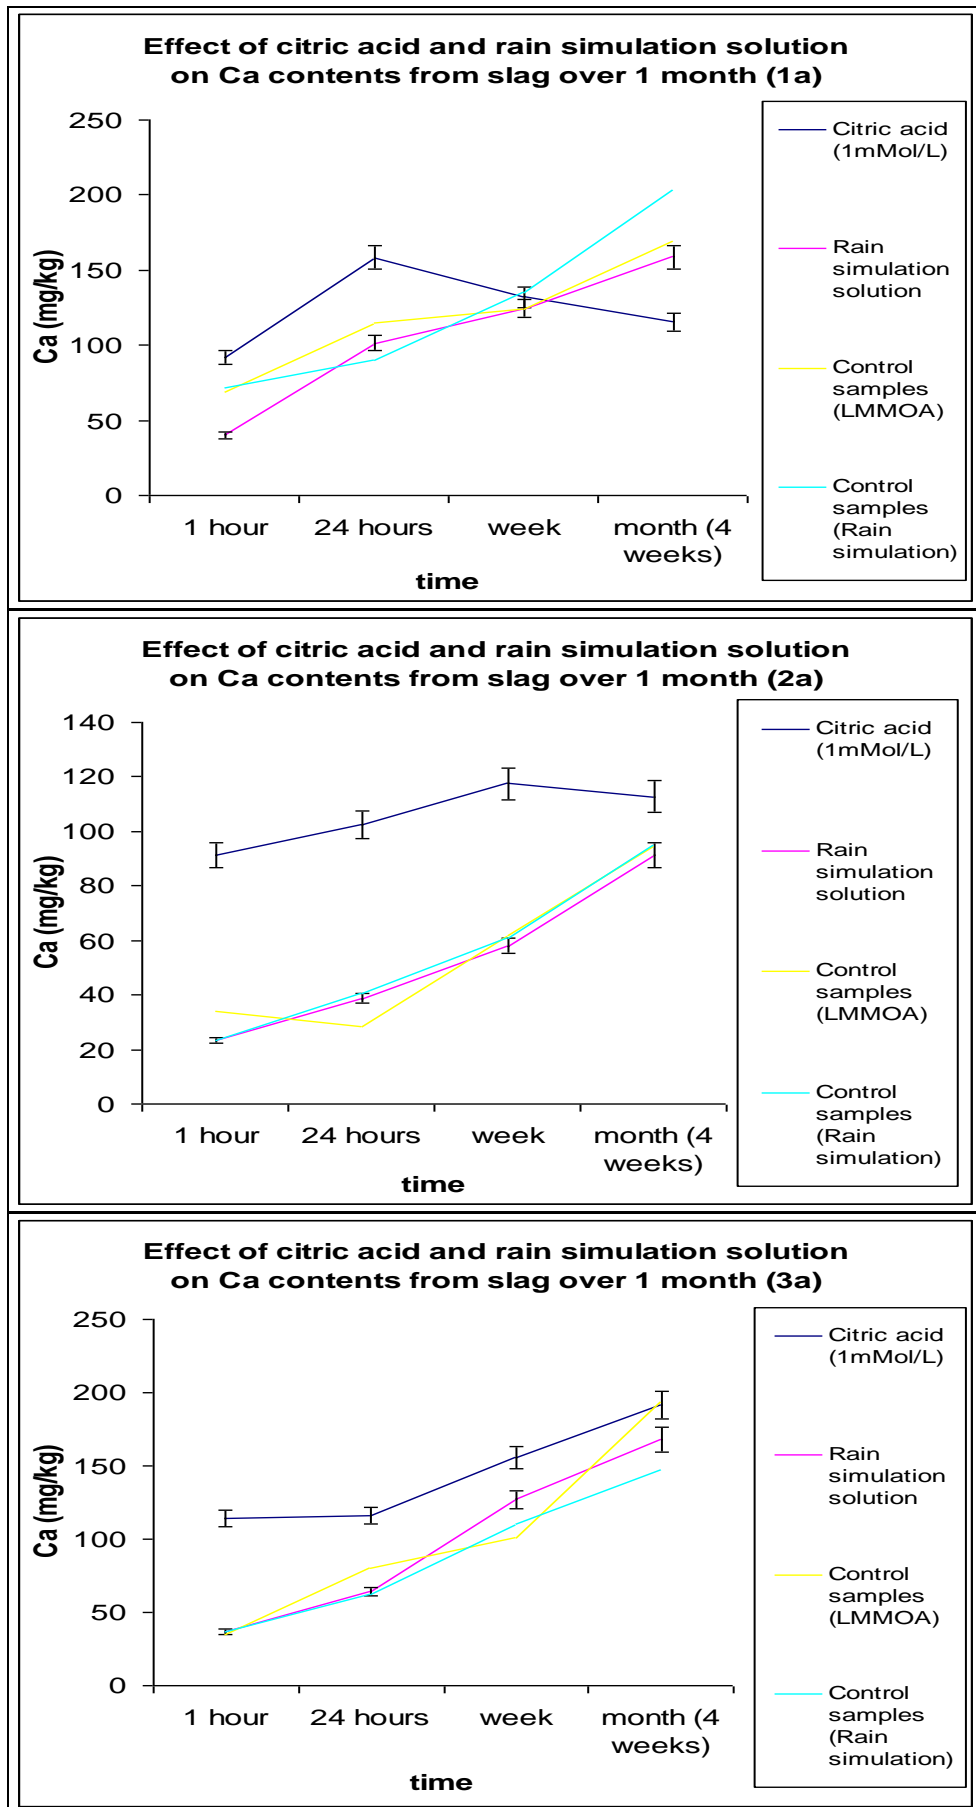 Effect of citric acid and rain simulation solution
on Ca contents from slag over 1 month (1a)
250
200
150
100
50
0
Ca (mg/kg)
1 hour
24 hours
week
month (4
weeks)
time
Citric acid
(1mMol/L)
Rain
simulation
solution
Control
samples
(LMMOA)
Control
samples
(Rain
simulation)
Effect of citric acid and rain simulation solution
on Ca contents from slag over 1 month (2a)
140
120
100
80
60
40
20
0
Ca (mg/kg)
1 hour
24 hours
week
month (4
weeks)
time
Citric acid
(1mMol/L)
Rain
simulation
solution
Control
samples
(LMMOA)
Control
samples
(Rain
simulation)
Effect of citric acid and rain simulation solution
on Ca contents from slag over 1 month (3a)
250
200
150
100
50
0
Ca (mg/kg)
1 hour
24 hours
week
month (4
weeks)
time
Citric acid
(1mMol/L)
Rain
simulation
solution
Control
samples
(LMMOA)
Control
samples
(Rain
simulation)